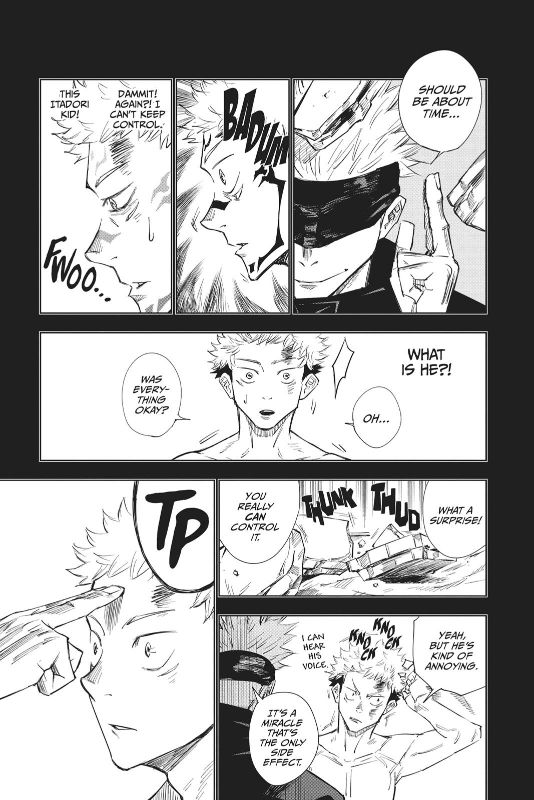 SHOULD
BE ABOUT
TIME...
BADUM
DAMMIT!
AGAIN?! I
CAN'T KEEP
CONTROL.
THIS
ITADORI
KID!
FWOO...
WHAT
IS HE?!
OH...
WAS
EVERY-
THING
OKAY?
WHAT A
SURPRISE!
THUD
THUNK
YOU
REALLY
CAN
CONTROL
IT.
YEAH,
BUT HE'S
KIND OF
ANNOYING.
KNOCK
KNOCK
I CAN
HEAR
HIS
VOICE.
IT'S A
MIRACLE
THAT'S
THE ONLY
SIDE
EFFECT.
TP